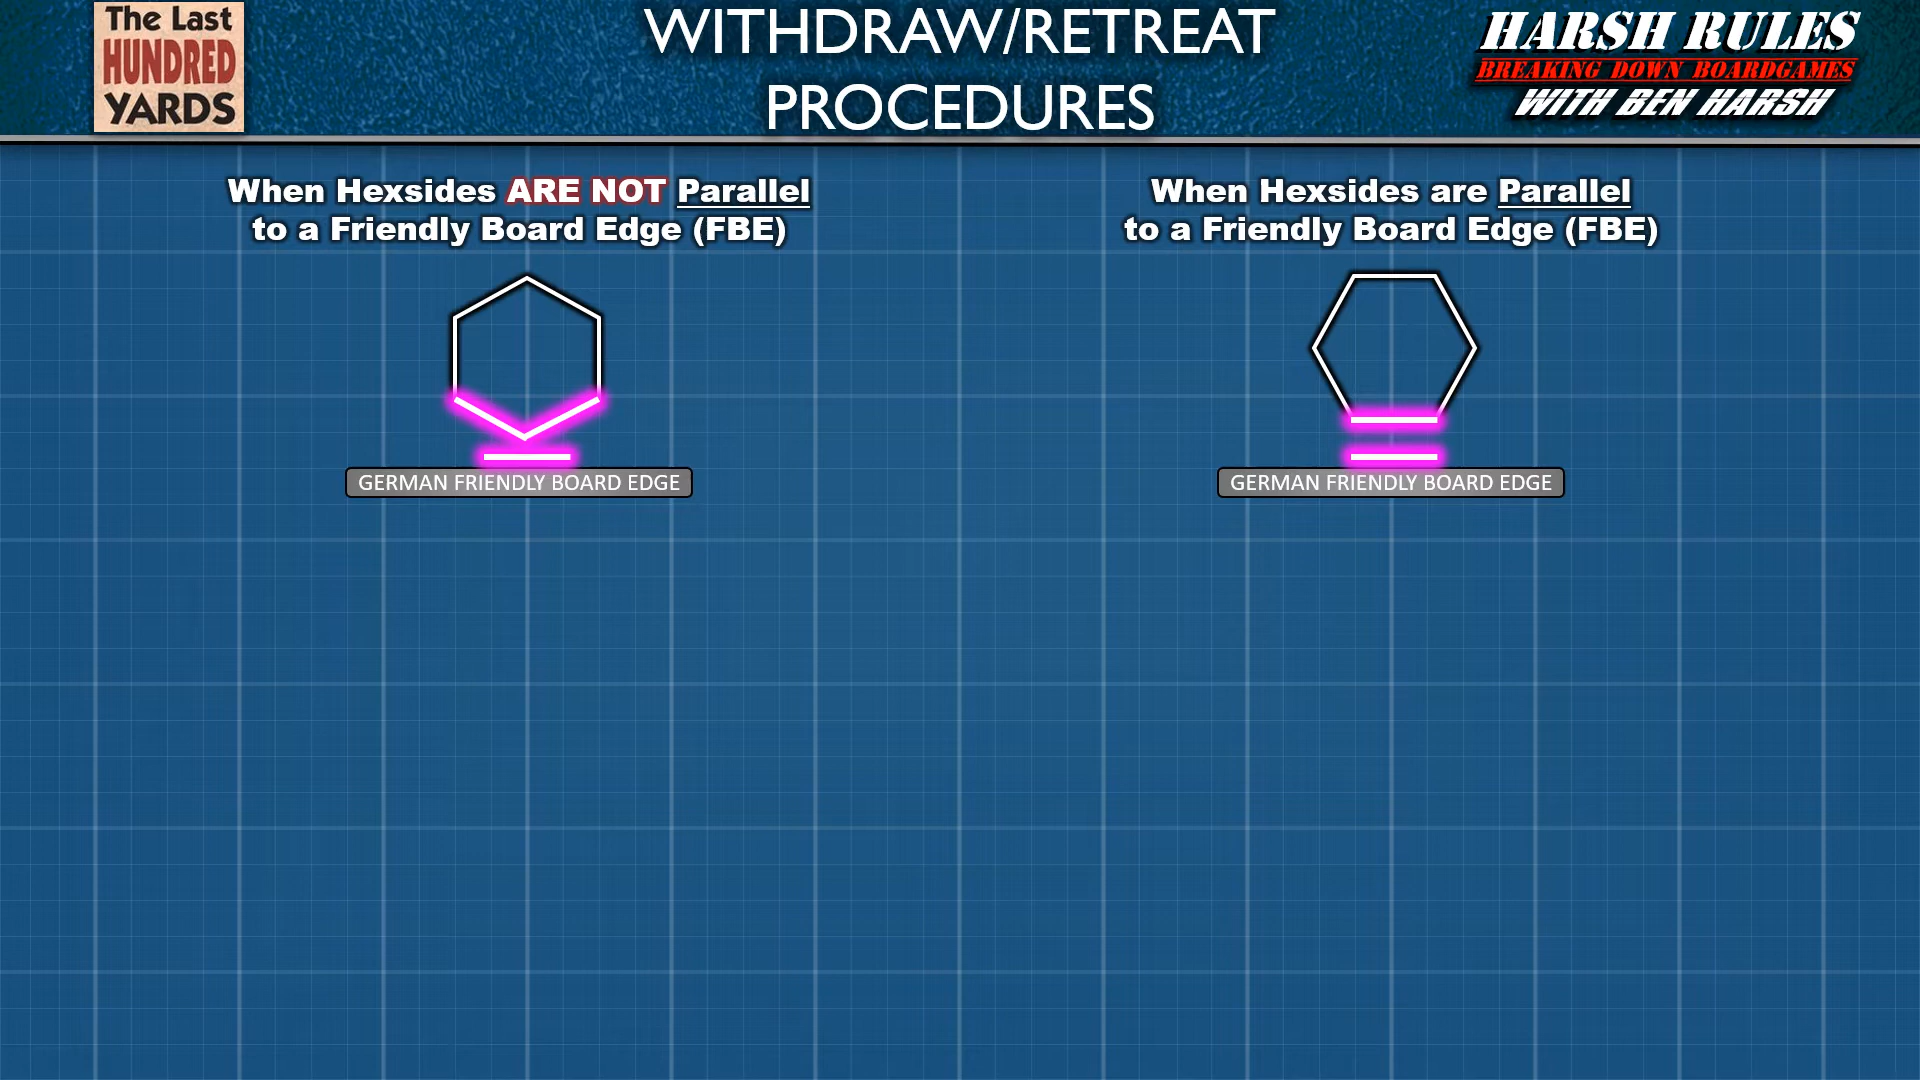 The Last
HUNDRED
YARDS
WITHDRAW/RETREAT
PROCEDURES
HARSH RULES
BREAKING DOWN BOARDGAMES
WITH BEN HARSH
When Hexsides ARE NOT Parallel
to a Friendly Board Edge (FBE)
GERMAN FRIENDLY BOARD EDGE
When Hexsides are Parallel
to a Friendly Board Edge (FBE)
GERMAN FRIENDLY BOARD EDGE